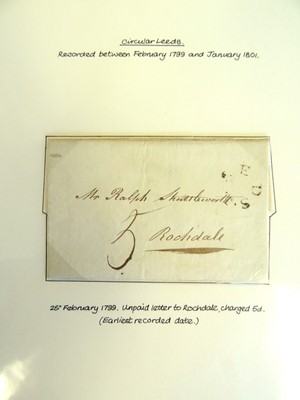 Circular Leeds.
Recorded between February 1799 and January 1801.
Mr Ralph Shuttleworth
5 Rochdale
25th February 1799. Unpaid letter to Rochdale, charged 5d.
(Earliest recorded date.)